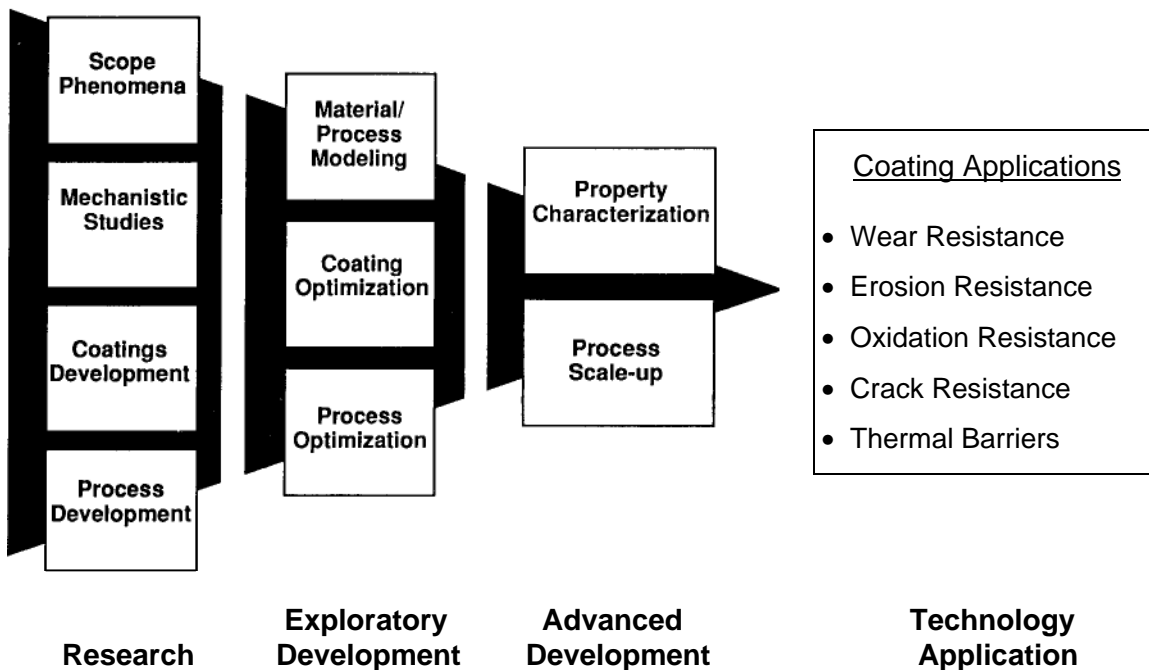 Scope
Phenomena
Mechanistic
Studies
Coatings
Development
Process
Development
Material/
Process
Modeling
Coating
Optimization
Process
Optimization
Property
Characterization
Process
Scale-up
Coating Applications
• Wear Resistance
• Erosion Resistance
• Oxidation Resistance
• Crack Resistance
• Thermal Barriers
Research
Exploratory
Development
Advanced
Development
Technology
Application